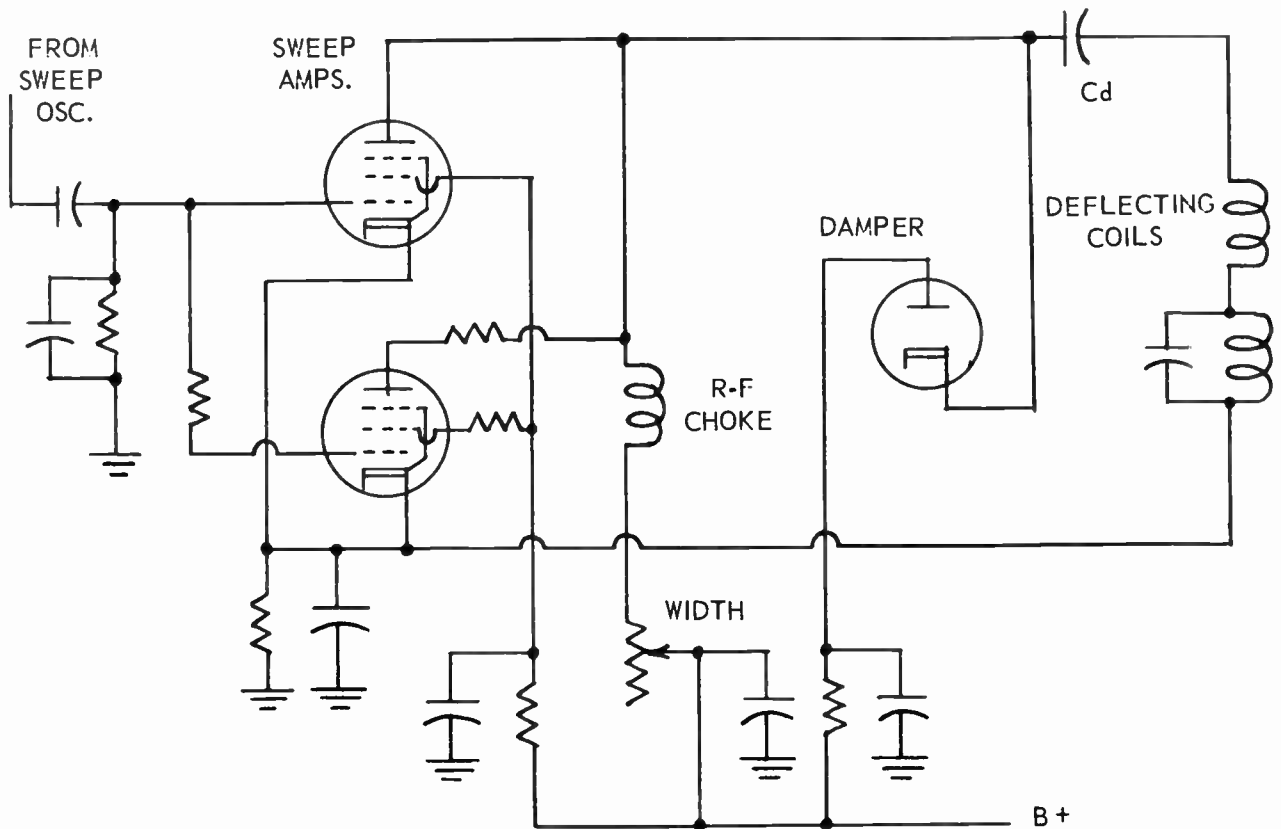 FROM
SWEEP
OSC.
SWEEP
AMPS.
Cd
DEFLECTING
COILS
DAMPER
R-F
CHOKE
WIDTH
B+